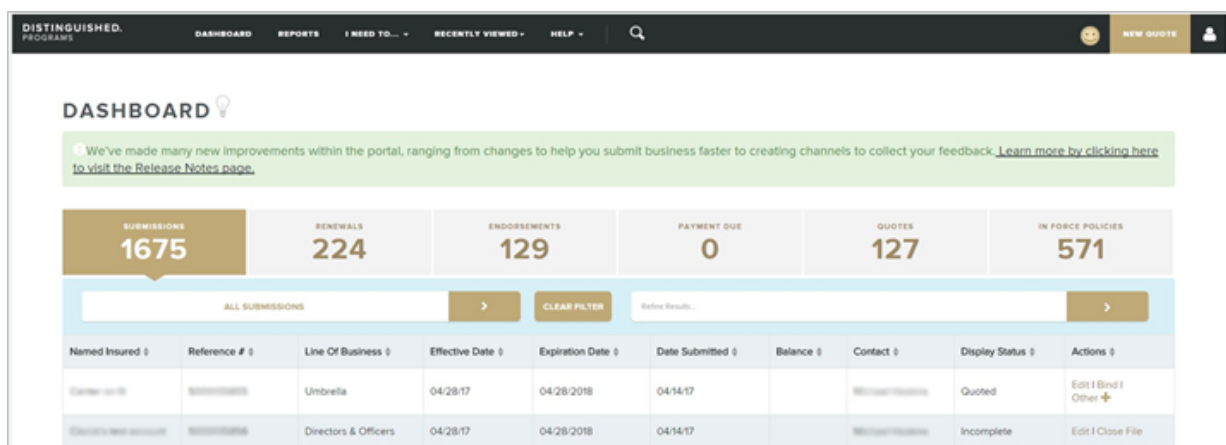 DISTINGUISHED.
PROGRAMS
DASHBOARD REPORTS I NEED TO... RECENTLY VIEWED HELP NEW QUOTE
DASHBOARD
We've made many new improvements within the portal, ranging from changes to help you submit business faster to creating channels to collect your feedback. Learn more by clicking here
to visit the Release Notes page.
SUBMISSIONS RENEWALS ENDORSEMENTS PAYMENT DUE QUOTES IN FORCE POLICIES
1675 224 129 0 127 571
ALL SUBMISSIONS > CLEAR FILTER Refine Results... >
Named Insured Reference # Line Of Business Effective Date Expiration Date Date Submitted Balance Contact Display Status Actions
Umbrella 04/28/17 04/28/2018 04/14/17 Quoted Edit I Bind I
Other +
Directors & Officers 04/28/17 04/28/2018 04/14/17 Incomplete Edit I Close File